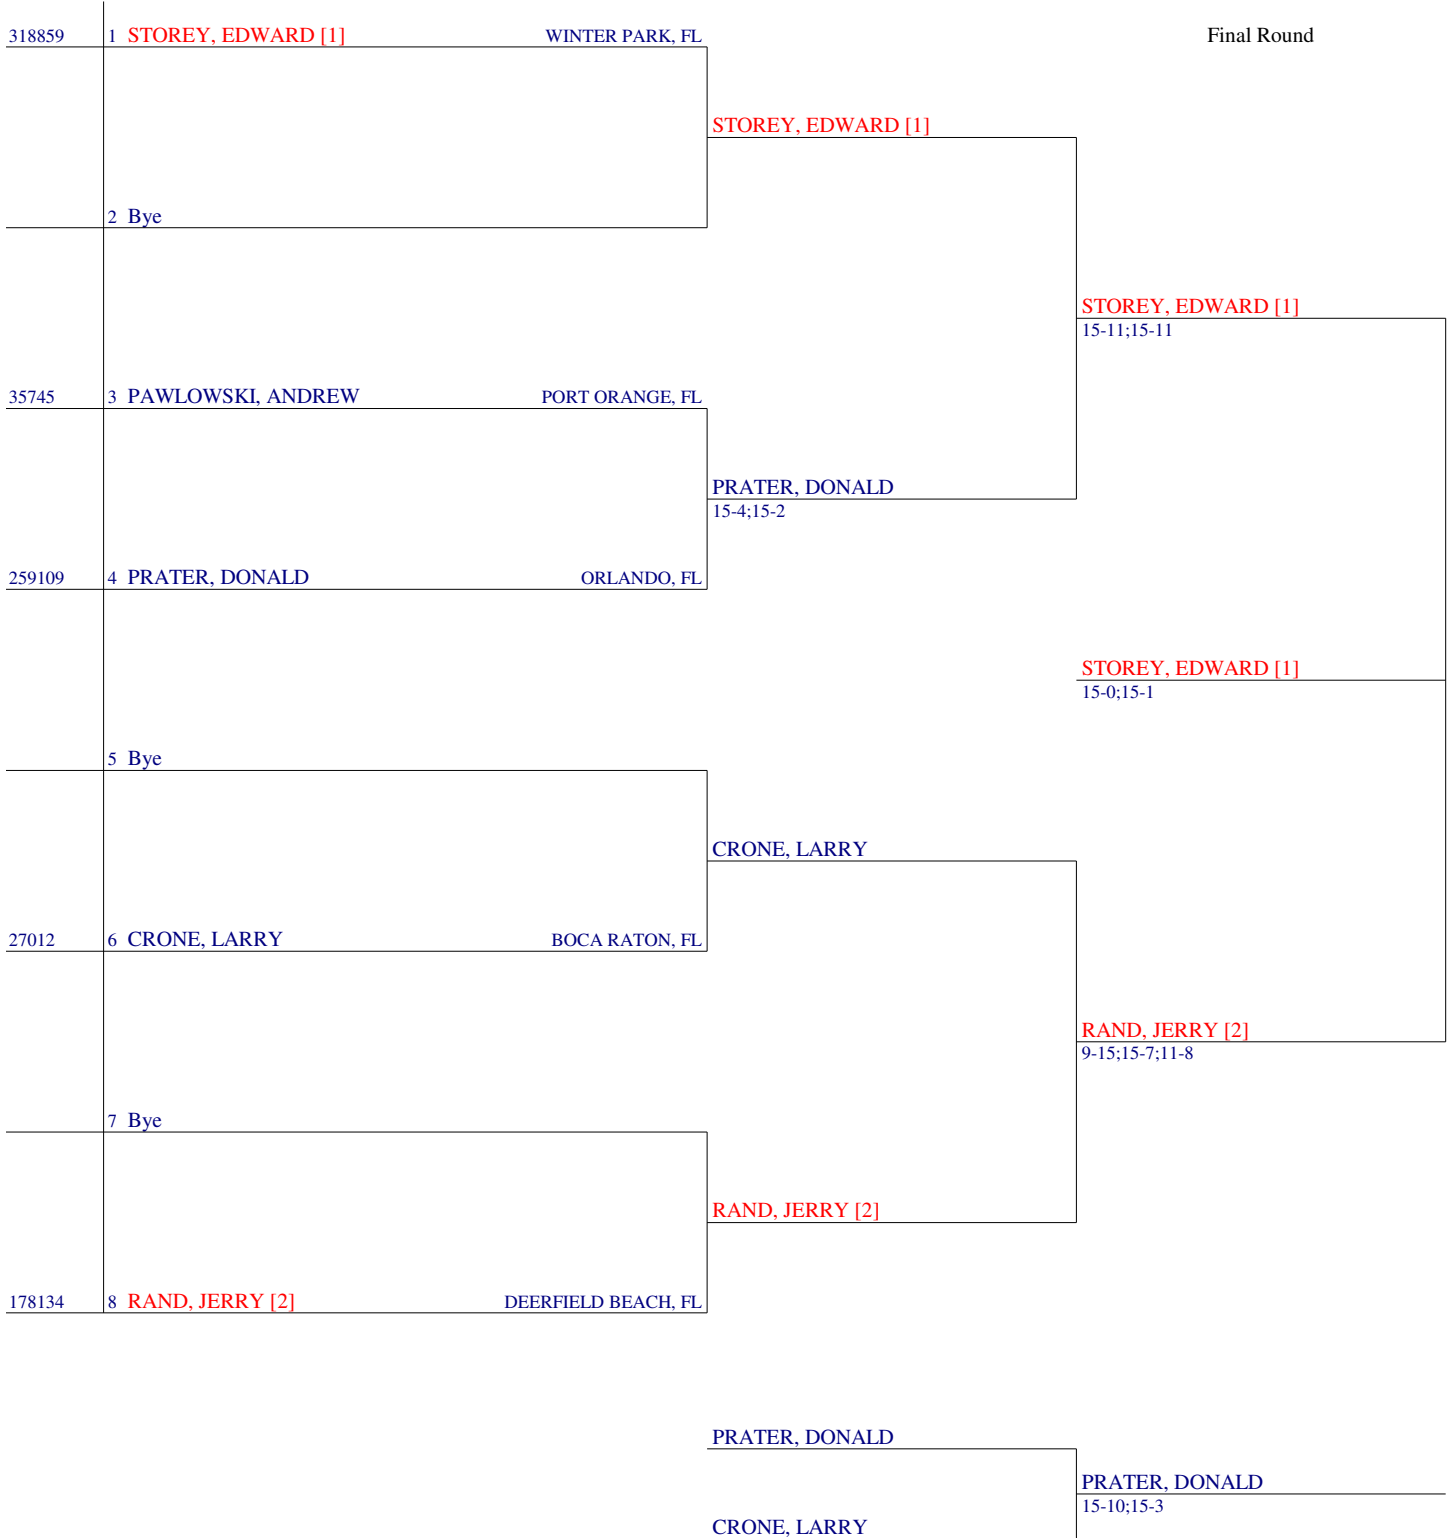 318859 1 STOREY, EDWARD [1] WINTER PARK, FL Final Round
STOREY, EDWARD [1]
2 Bye
STOREY, EDWARD [1]
15-11;15-11
35745 3 PAWLOWSKI, ANDREW PORT ORANGE, FL
PRATER, DONALD
15-4;15-2
259109 4 PRATER, DONALD ORLANDO, FL
STOREY, EDWARD [1]
15-0;15-1
5 Bye
CRONE, LARRY
27012 6 CRONE, LARRY BOCA RATON, FL
RAND, JERRY [2]
9-15;15-7;11-8
7 Bye
RAND, JERRY [2]
178134 8 RAND, JERRY [2] DEERFIELD BEACH, FL
PRATER, DONALD
PRATER, DONALD
15-10;15-3
CRONE, LARRY